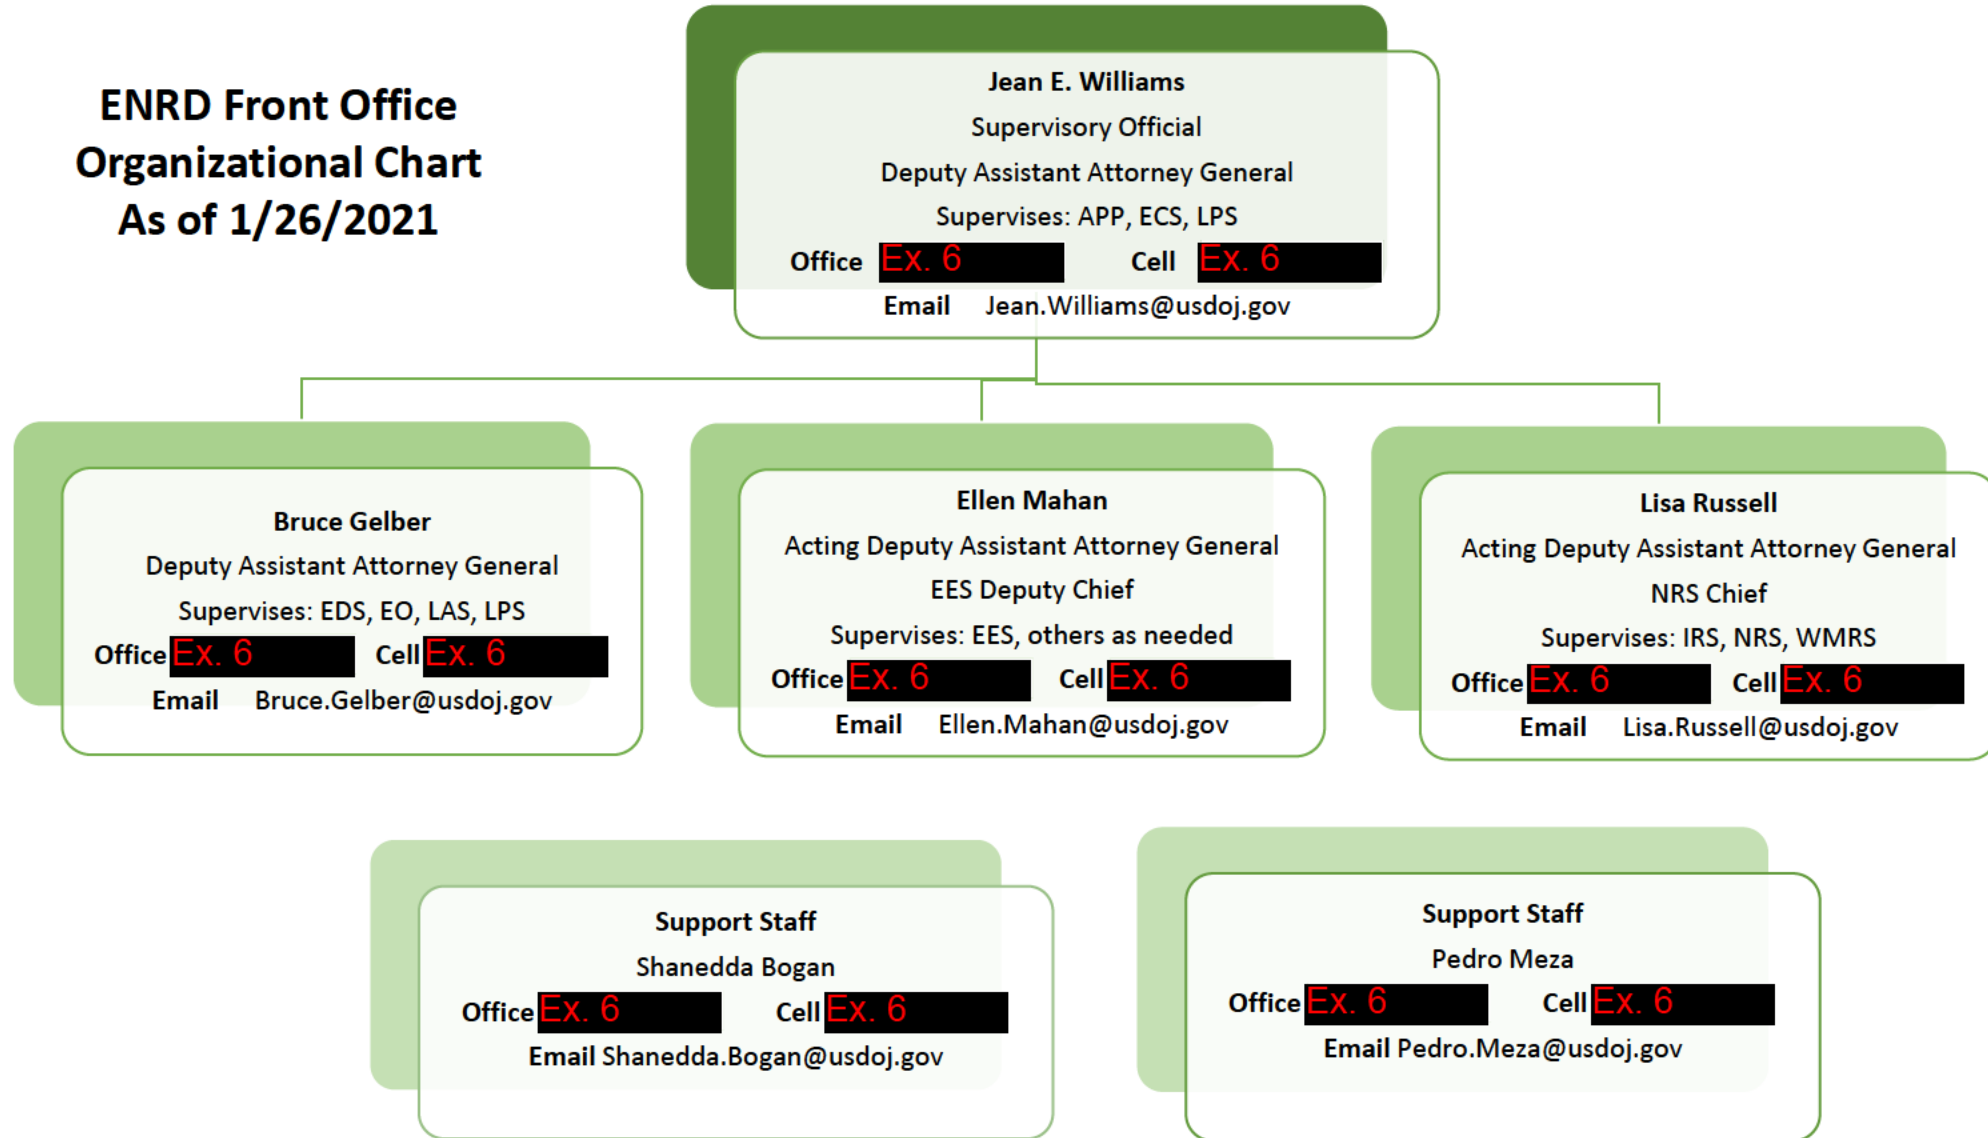 ENRD Front Office
Organizational Chart
As of 1/26/2021
Jean E. Williams
Supervisory Official
Deputy Assistant Attorney General
Supervises: APP, ECS, LPS
Office Ex. 6 Cell Ex. 6
Email Jean.Williams@usdoj.gov
Bruce Gelber
Deputy Assistant Attorney General
Supervises: EDS, EO, LAS, LPS
Office Ex. 6 Cell Ex. 6
Email Bruce.Gelber@usdoj.gov
Ellen Mahan
Acting Deputy Assistant Attorney General
EES Deputy Chief
Supervises: EES, others as needed
Office Ex. 6 Cell Ex. 6
Email Ellen.Mahan@usdoj.gov
Lisa Russell
Acting Deputy Assistant Attorney General
NRS Chief
Supervises: IRS, NRS, WMRS
Office Ex. 6 Cell Ex. 6
Email Lisa.Russell@usdoj.gov
Support Staff
Shanedda Bogan
Office Ex. 6 Cell Ex. 6
Email Shanedda.Bogan@usdoj.gov
Support Staff
Pedro Meza
Office Ex. 6 Cell Ex. 6
Email Pedro.Meza@usdoj.gov